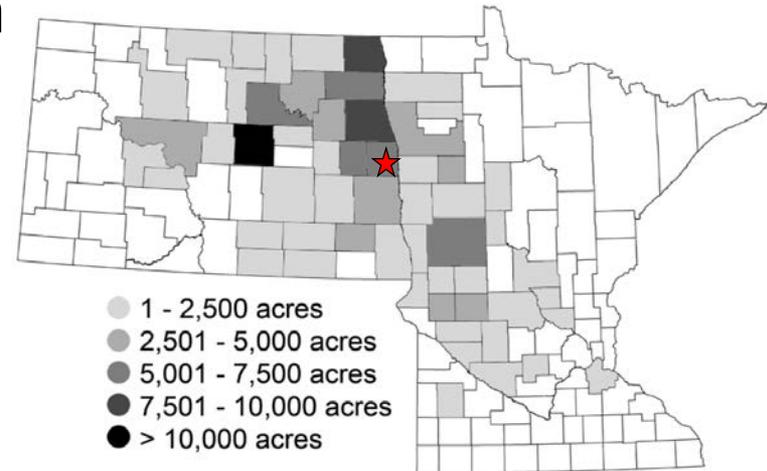 1 - 2,500 acres
2,501 - 5,000 acres
5,001 - 7,500 acres
7,501 - 10,000 acres
> 10,000 acres